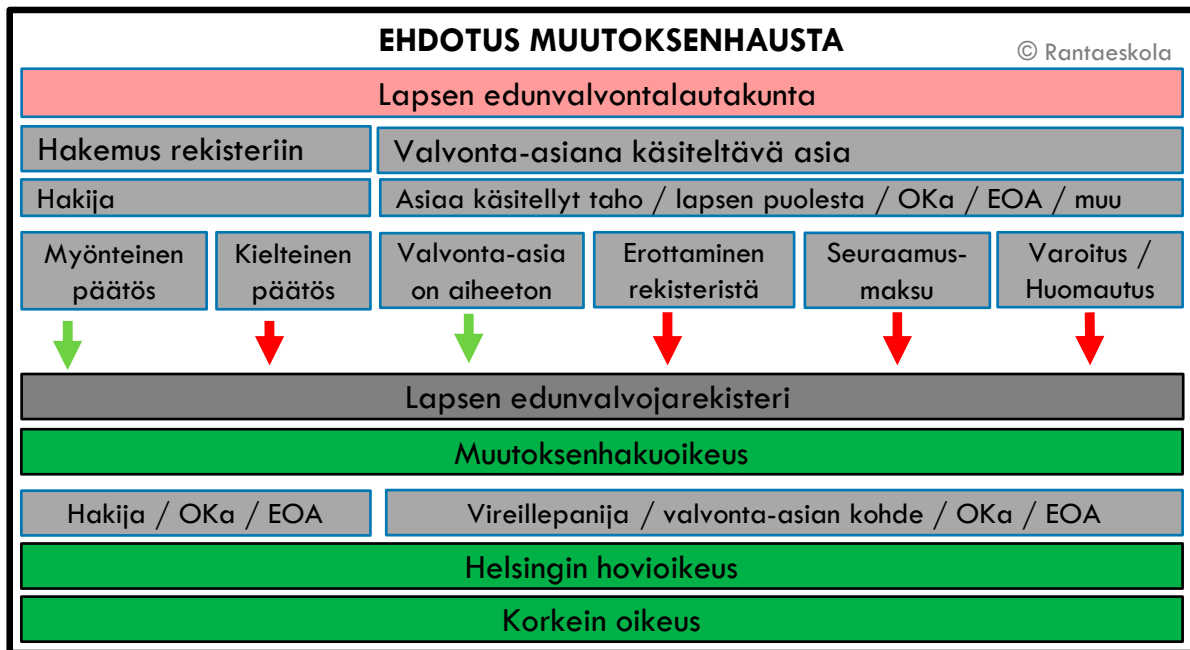 EHDOTUS MUUTOKSENHAUSTA
© Rantaeskola
Lapsen edunvalvontalautakunta
Hakemus rekisteriin
Valvonta-asiana käsiteltävä asia
Hakija
Asiaa käsitellyt taho / lapsen puolesta / OKa / EOA / muu
Myönteinen
päätös
Kielteinen
päätös
Valvonta-asia
on aiheeton
Erottaminen
rekisteristä
Seuraamus-
maksu
Varoitus /
Huomautus
Lapsen edunvalvojarekisteri
Muutoksenhakuoikeus
Hakija / OKa / EOA
Vireillepanija / valvonta-asian kohde / OKa / EOA
Helsingin hovioikeus
Korkein oikeus